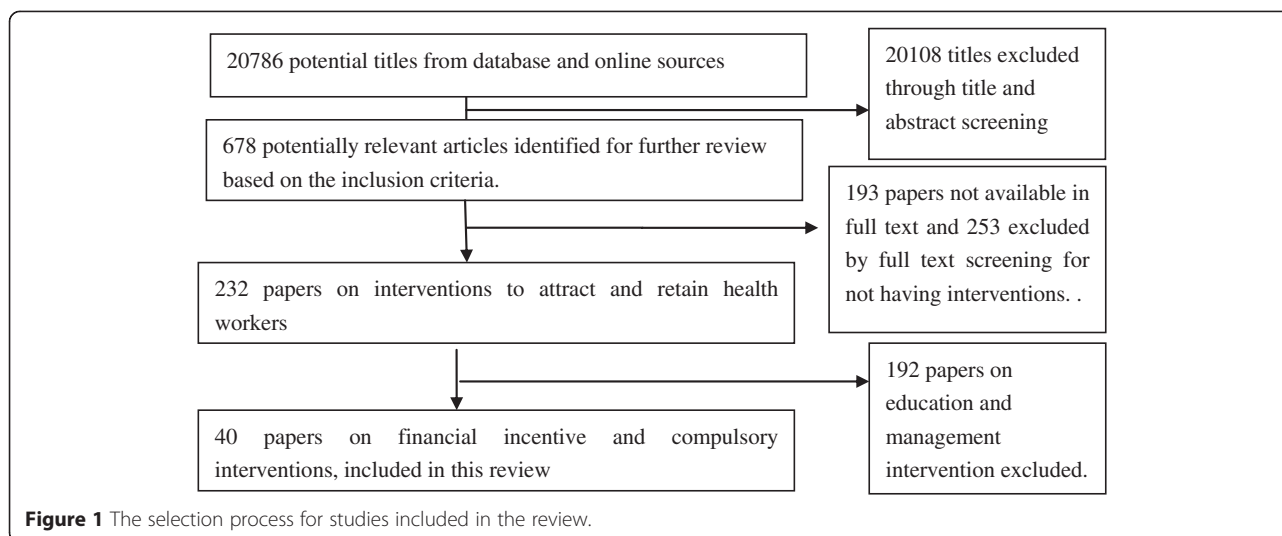 20786 potential titles from database and online sources
20108 titles excluded
through title and
abstract screening
678 potentially relevant articles identified for further review
based on the inclusion criteria.
193 papers not available in
full text and 253 excluded
by full text screening for
not having interventions. .
232 papers on interventions to attract and retain health
workers
192 papers on
education and
management
intervention excluded.
40 papers on financial incentive and compulsory
interventions, included in this review
Figure 1 The selection process for studies included in the review.